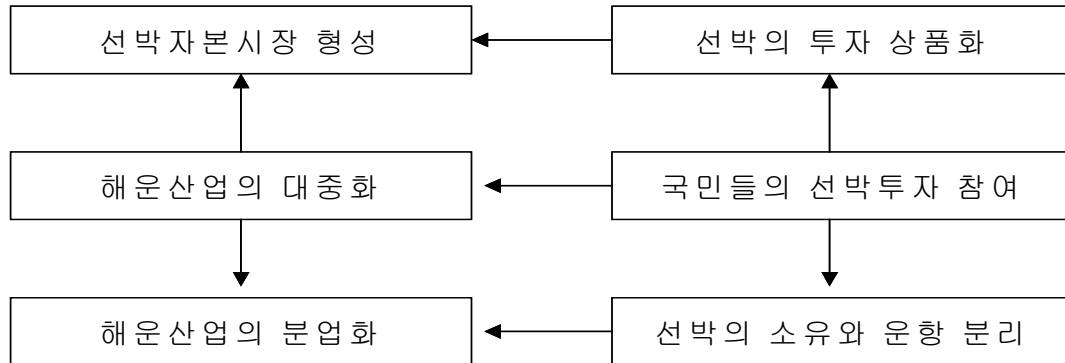 선박자본시장 형성
선박의 투자 상품화
해운산업의 대중화
국민들의 선박투자 참여
해운산업의 분업화
선박의 소유와 운항 분리